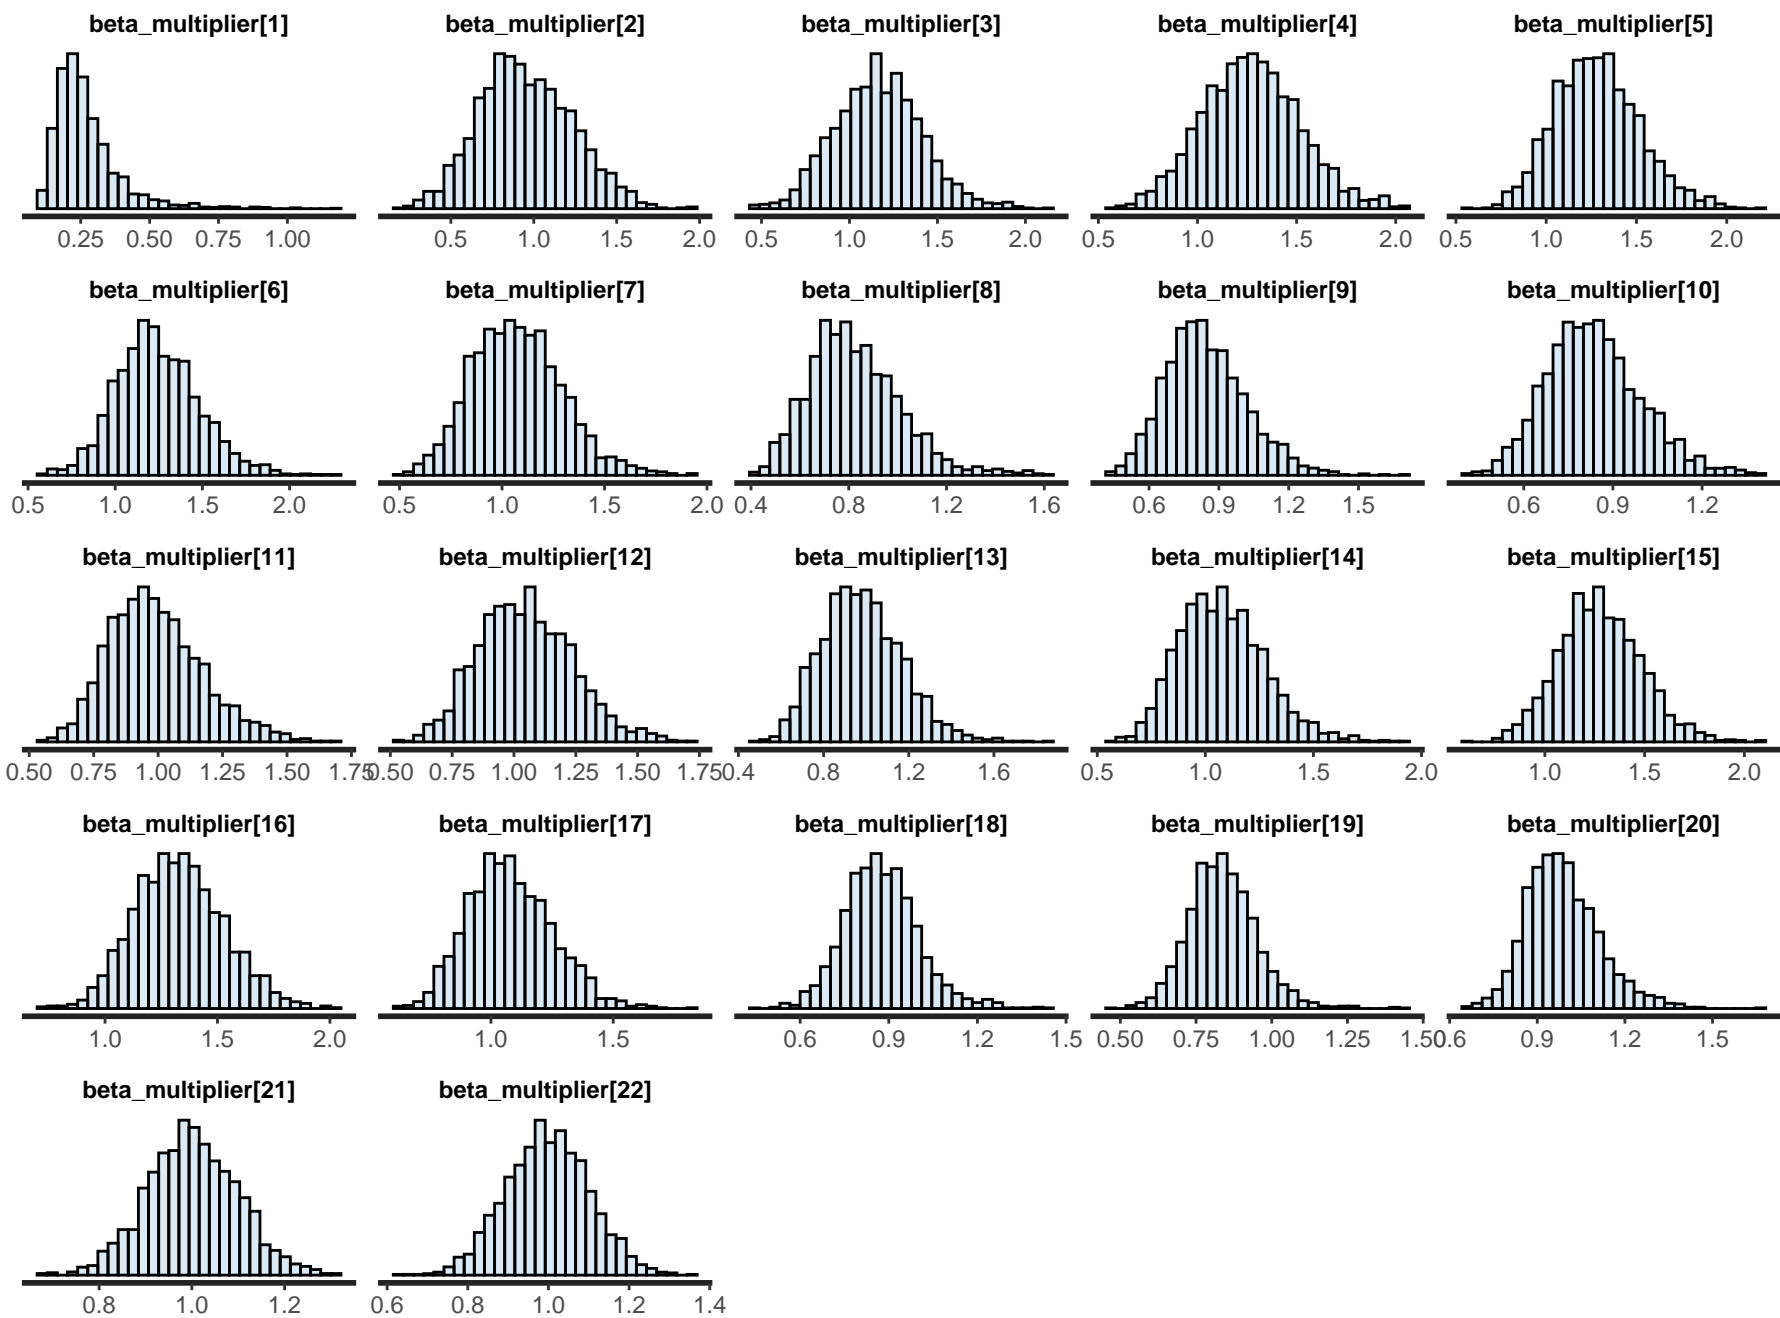 beta_multiplier[1] beta_multiplier[2] beta_multiplier[3] beta_multiplier[4] beta_multiplier[5]
0.25 0.50 0.75 1.00 0.5 1.0 1.5 2.0 0.5 1.0 1.5 2.0 0.5 1.0 1.5 2.0 0.5 1.0 1.5 2.0
beta_multiplier[6] beta_multiplier[7] beta_multiplier[8] beta_multiplier[9] beta_multiplier[10]
0.5 1.0 1.5 2.0 0.5 1.0 1.5 2.0 0.4 0.8 1.2 1.6 0.6 0.9 1.2 1.5 0.6 0.9 1.2
beta_multiplier[11] beta_multiplier[12] beta_multiplier[13] beta_multiplier[14] beta_multiplier[15]
0.50 0.75 1.00 1.25 1.50 1.75 0.50 0.75 1.00 1.25 1.50 1.75 0.4 0.8 1.2 1.6 0.5 1.0 1.5 2.0 1.0 1.5 2.0
beta_multiplier[16] beta_multiplier[17] beta_multiplier[18] beta_multiplier[19] beta_multiplier[20]
1.0 1.5 2.0 1.0 1.5 0.6 0.9 1.2 1.5 0.50 0.75 1.00 1.25 1.50 0.6 0.9 1.2 1.5
beta_multiplier[21] beta_multiplier[22]
0.8 1.0 1.2 0.6 0.8 1.0 1.2 1.4